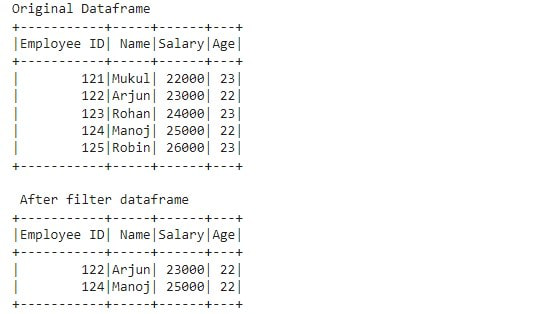 Original Dataframe
+-----------+-----+------+---+
|Employee ID| Name|Salary|Age|
+-----------+-----+------+---+
|        121|Mukul| 22000| 23|
|        122|Arjun| 23000| 22|
|        123|Rohan| 24000| 23|
|        124|Manoj| 25000| 22|
|        125|Robin| 26000| 23|
+-----------+-----+------+---+
After filter dataframe
+-----------+-----+------+---+
|Employee ID| Name|Salary|Age|
+-----------+-----+------+---+
|        122|Arjun| 23000| 22|
|        124|Manoj| 25000| 22|
+-----------+-----+------+---+